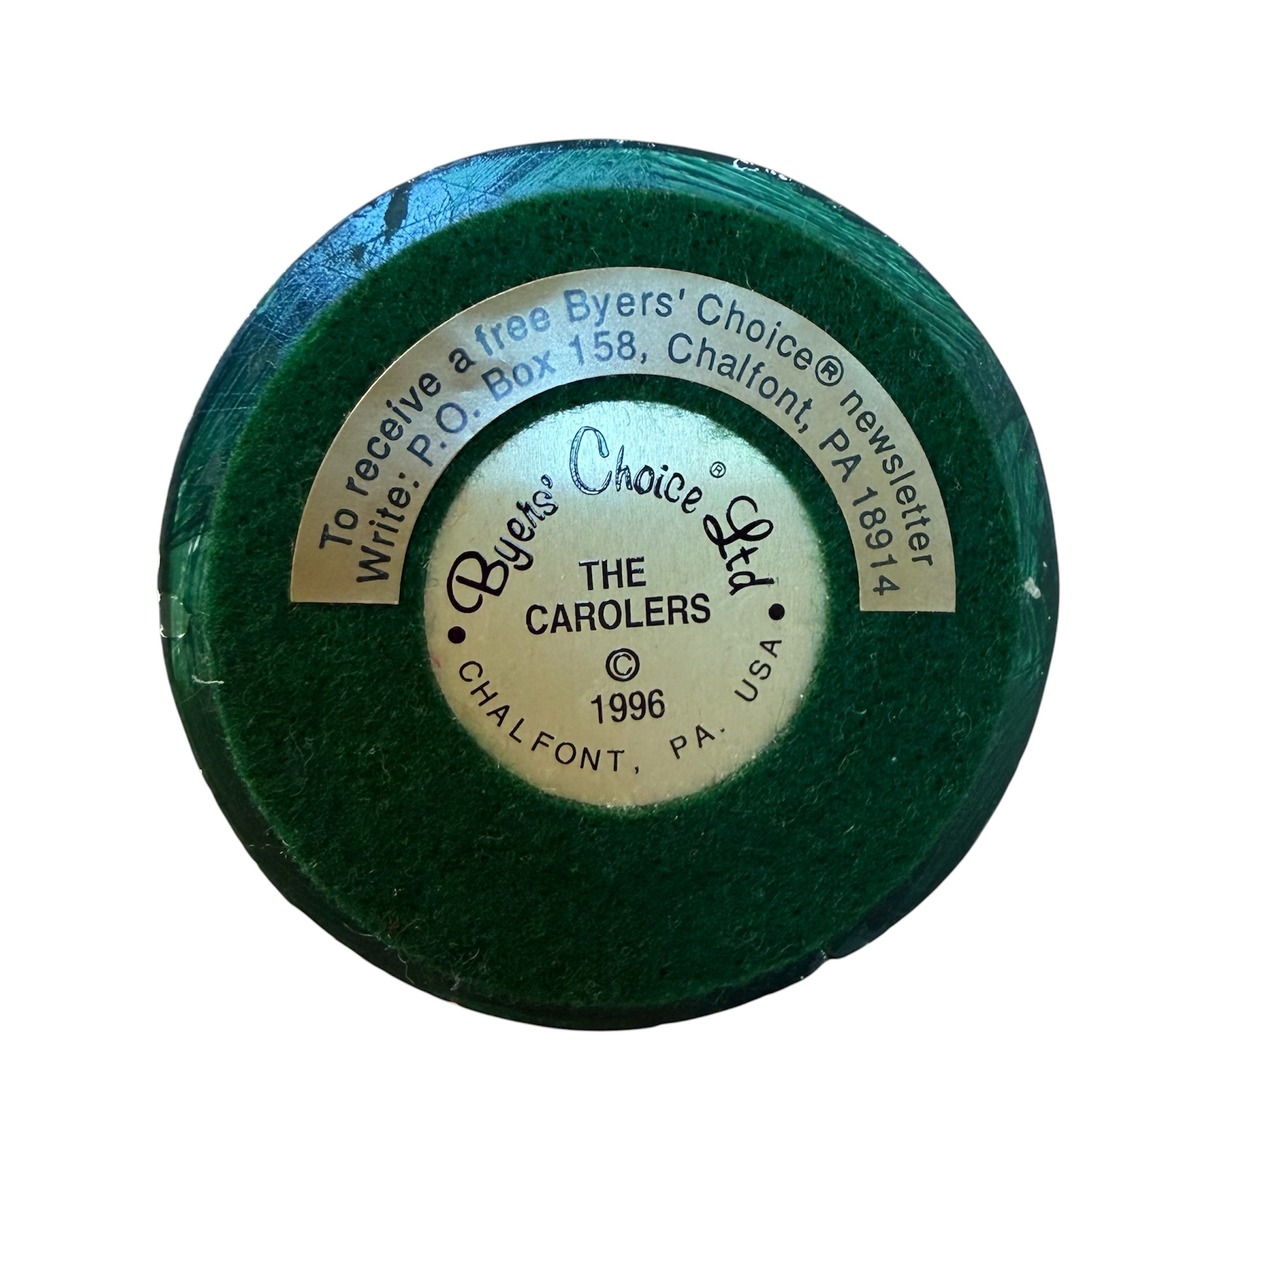 To receive a free Byers' Choice® newsletter
Write: P.O. Box 158, Chalfont, PA 18914
Byers' Choice® Ltd
THE
CAROLERS
©
1996
• CHALFONT, PA. USA •